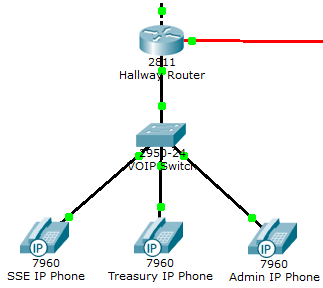 2811
Hallway Router
2950-24
VOIP Switch
IP
7960
SSE IP Phone
IP
7960
Treasury IP Phone
IP
7960
Admin IP Phone